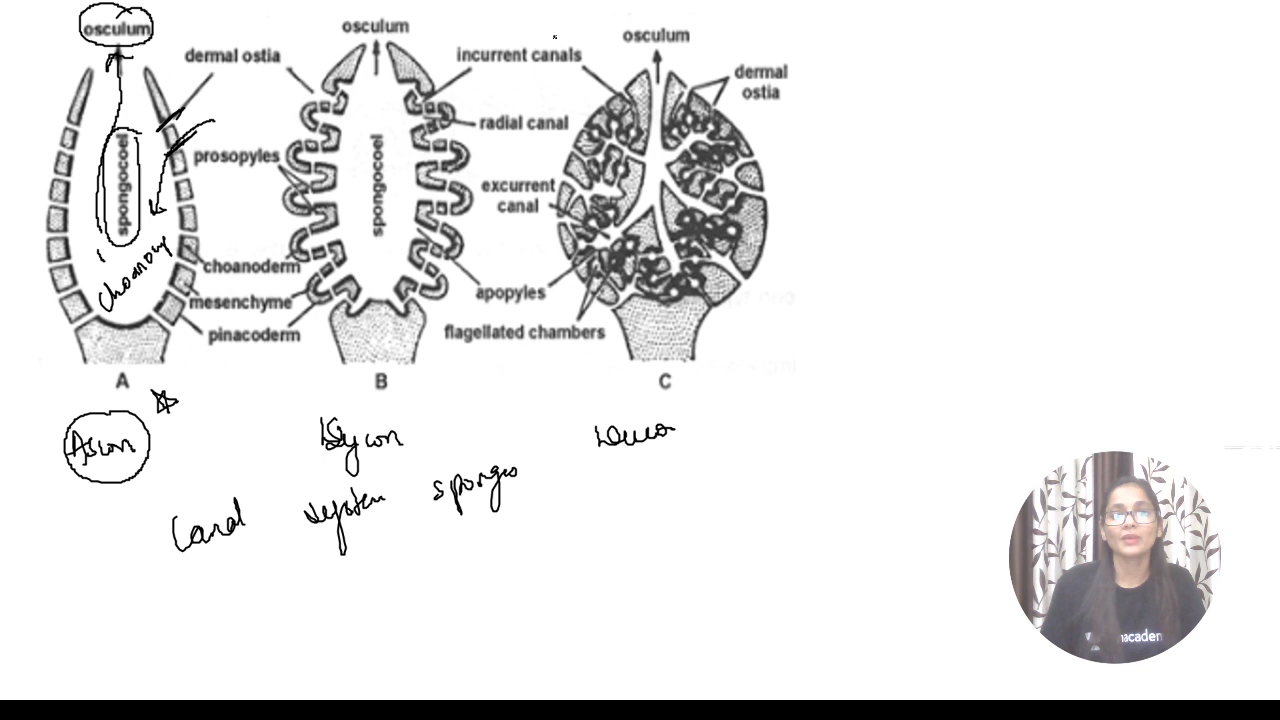 osculum
osculum
osculum
dermal ostia
incurrent canals
dermal
ostia
radial canal
spongocoel
prosopyles
spongocoel
excurrent
canal
choanocy
choanoderm
mesenchyme
apopyles
pinacoderm
flagellated chambers
A
B
C
Ascon
Sycon
Canal system sponges